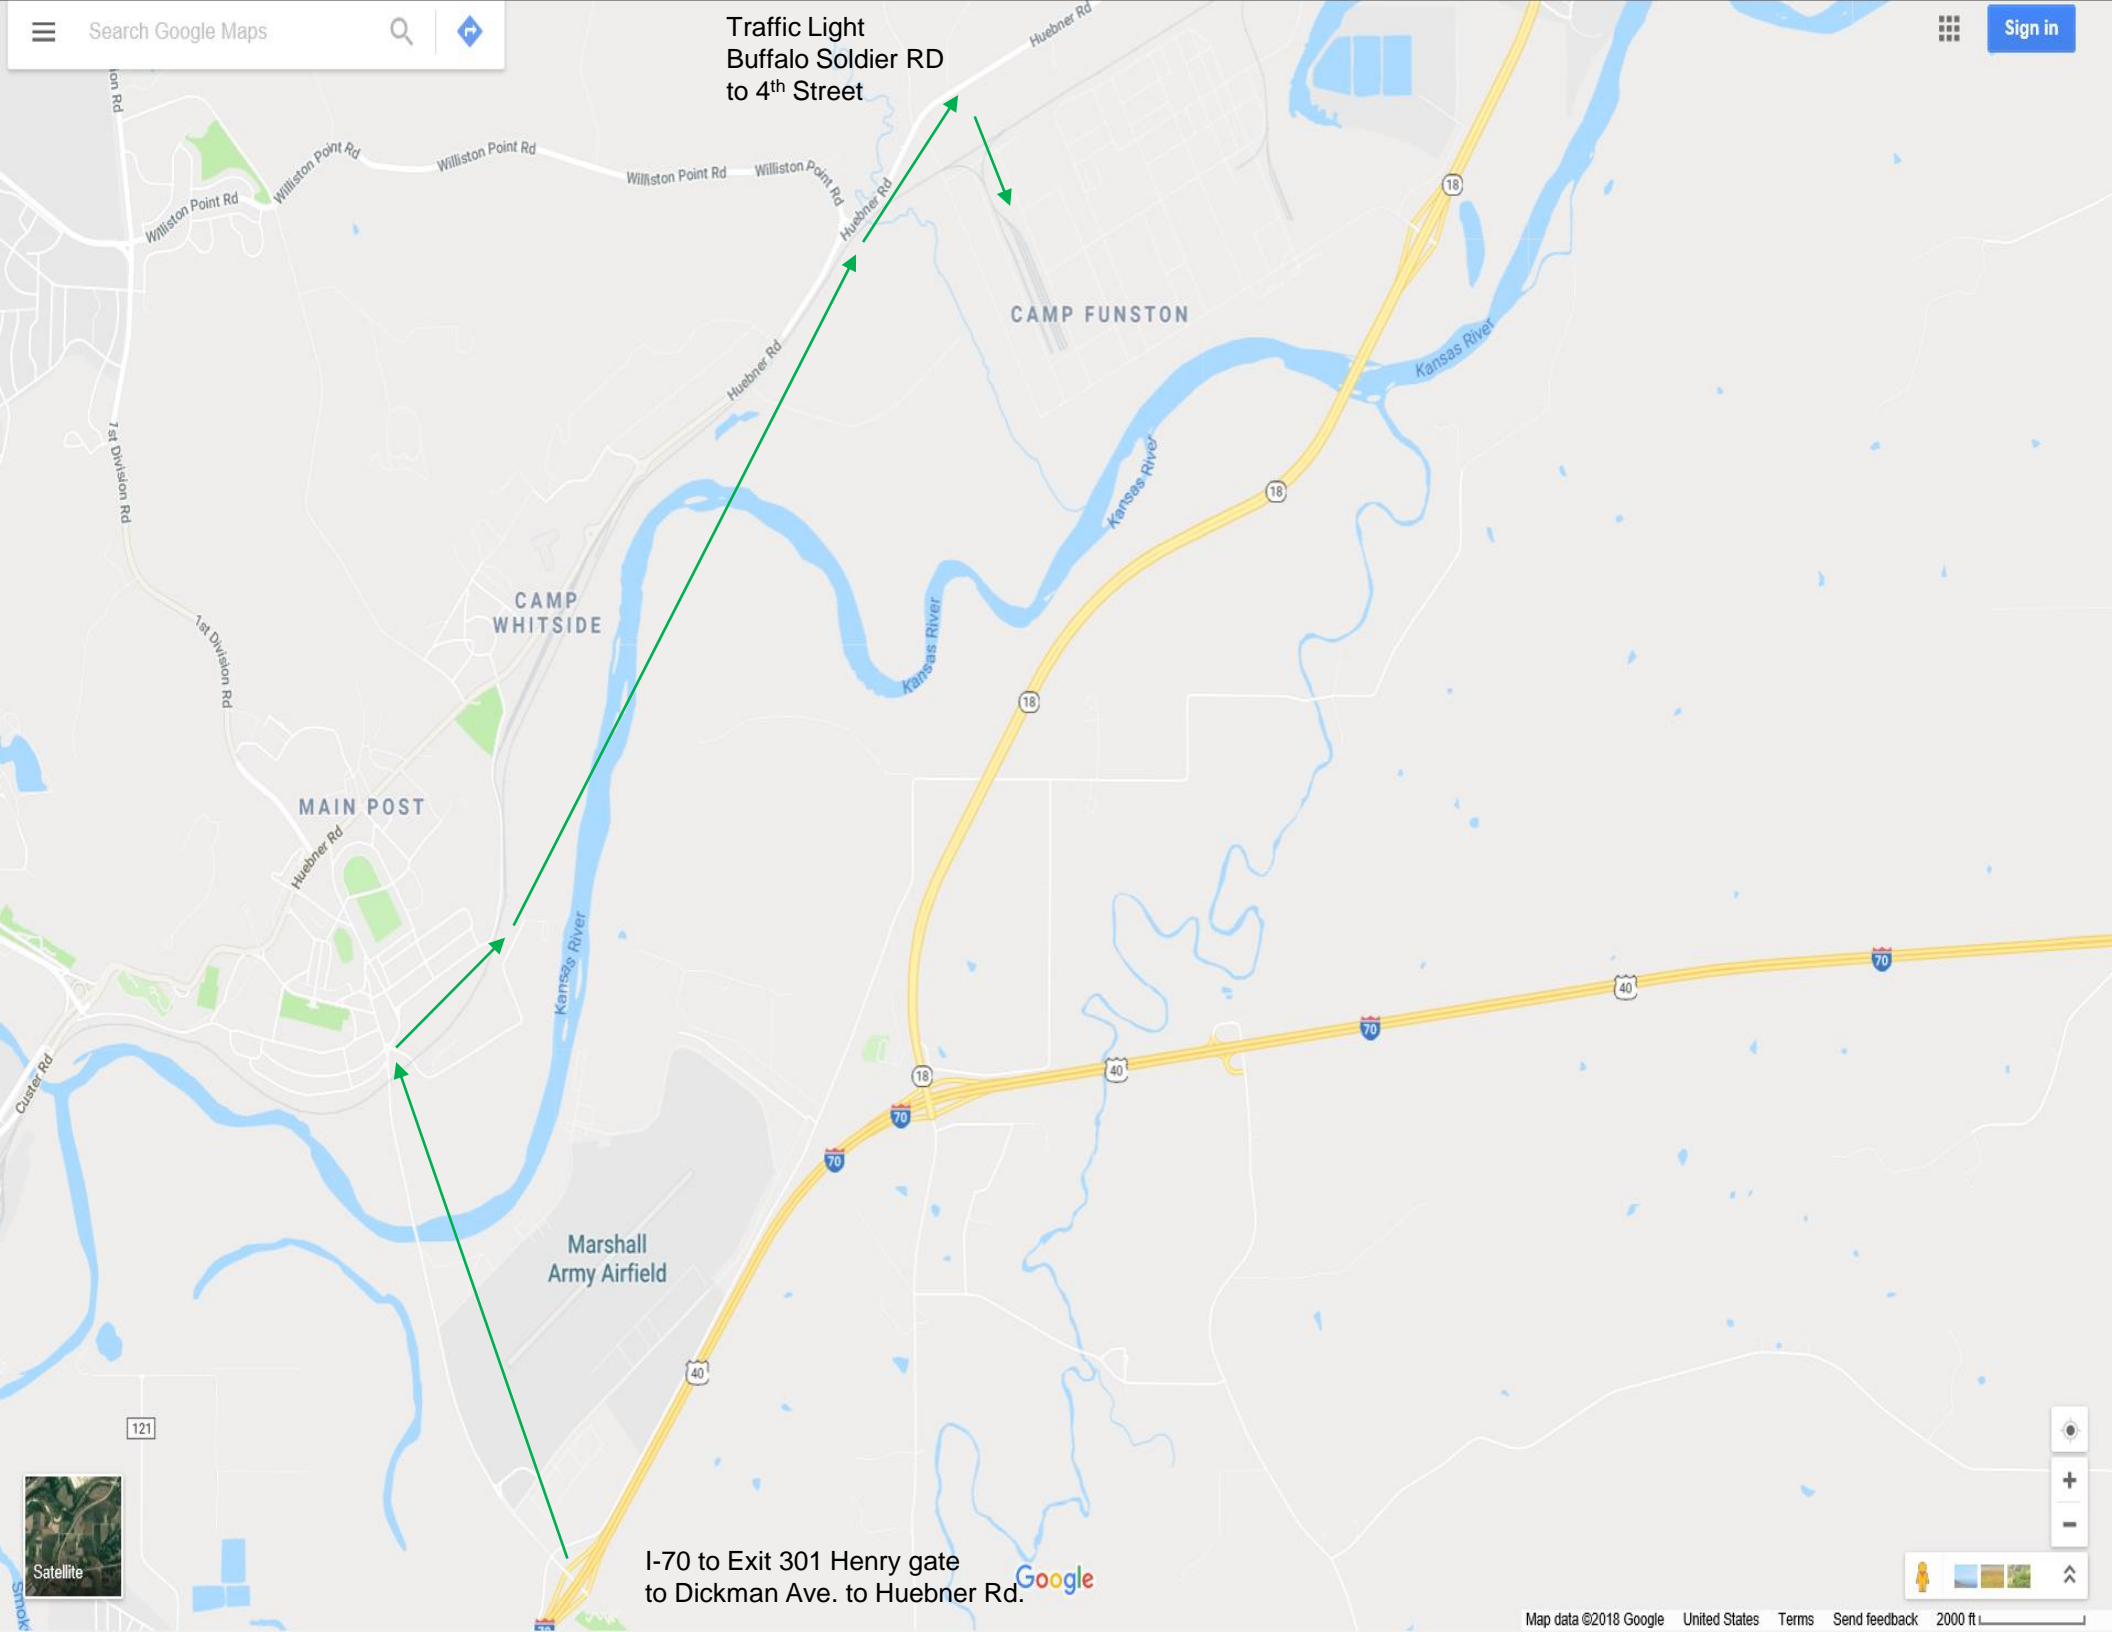 Search Google Maps
Traffic Light
Buffalo Soldier RD
to 4th Street
Sign in
Huebner Rd
ion Rd
Williston Point Rd
Williston Point Rd
Williston Point Rd
Williston Point Rd
Williston Point Rd
Huebner Rd
18
CAMP FUNSTON
Kansas River
Huebner Rd
1st Division Rd
Kansas River
18
CAMP
WHITSIDE
1st Division Rd
Kansas River
18
MAIN POST
Huebner Rd
Kansas River
70
40
70
Custer Rd
18
40
70
70
Marshall
Army Airfield
40
121
Satellite
Smok
I-70 to Exit 301 Henry gate
to Dickman Ave. to Huebner Rd.
Google
70
Map data ©2018 Google United States Terms Send feedback 2000 ft